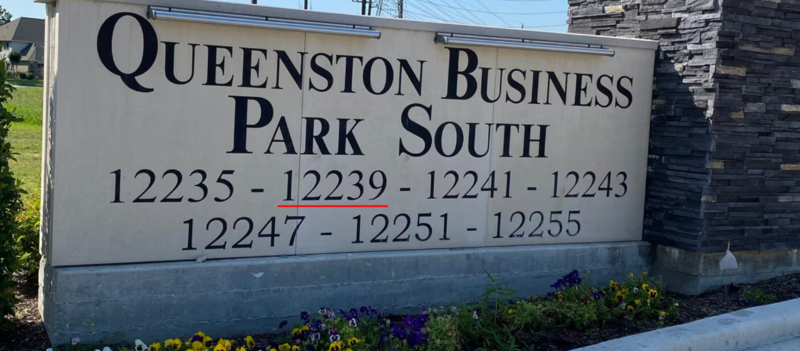 QUEENSTON BUSINESS
PARK SOUTH
12235 - 12239 - 12241 - 12243
12247 - 12251 - 12255